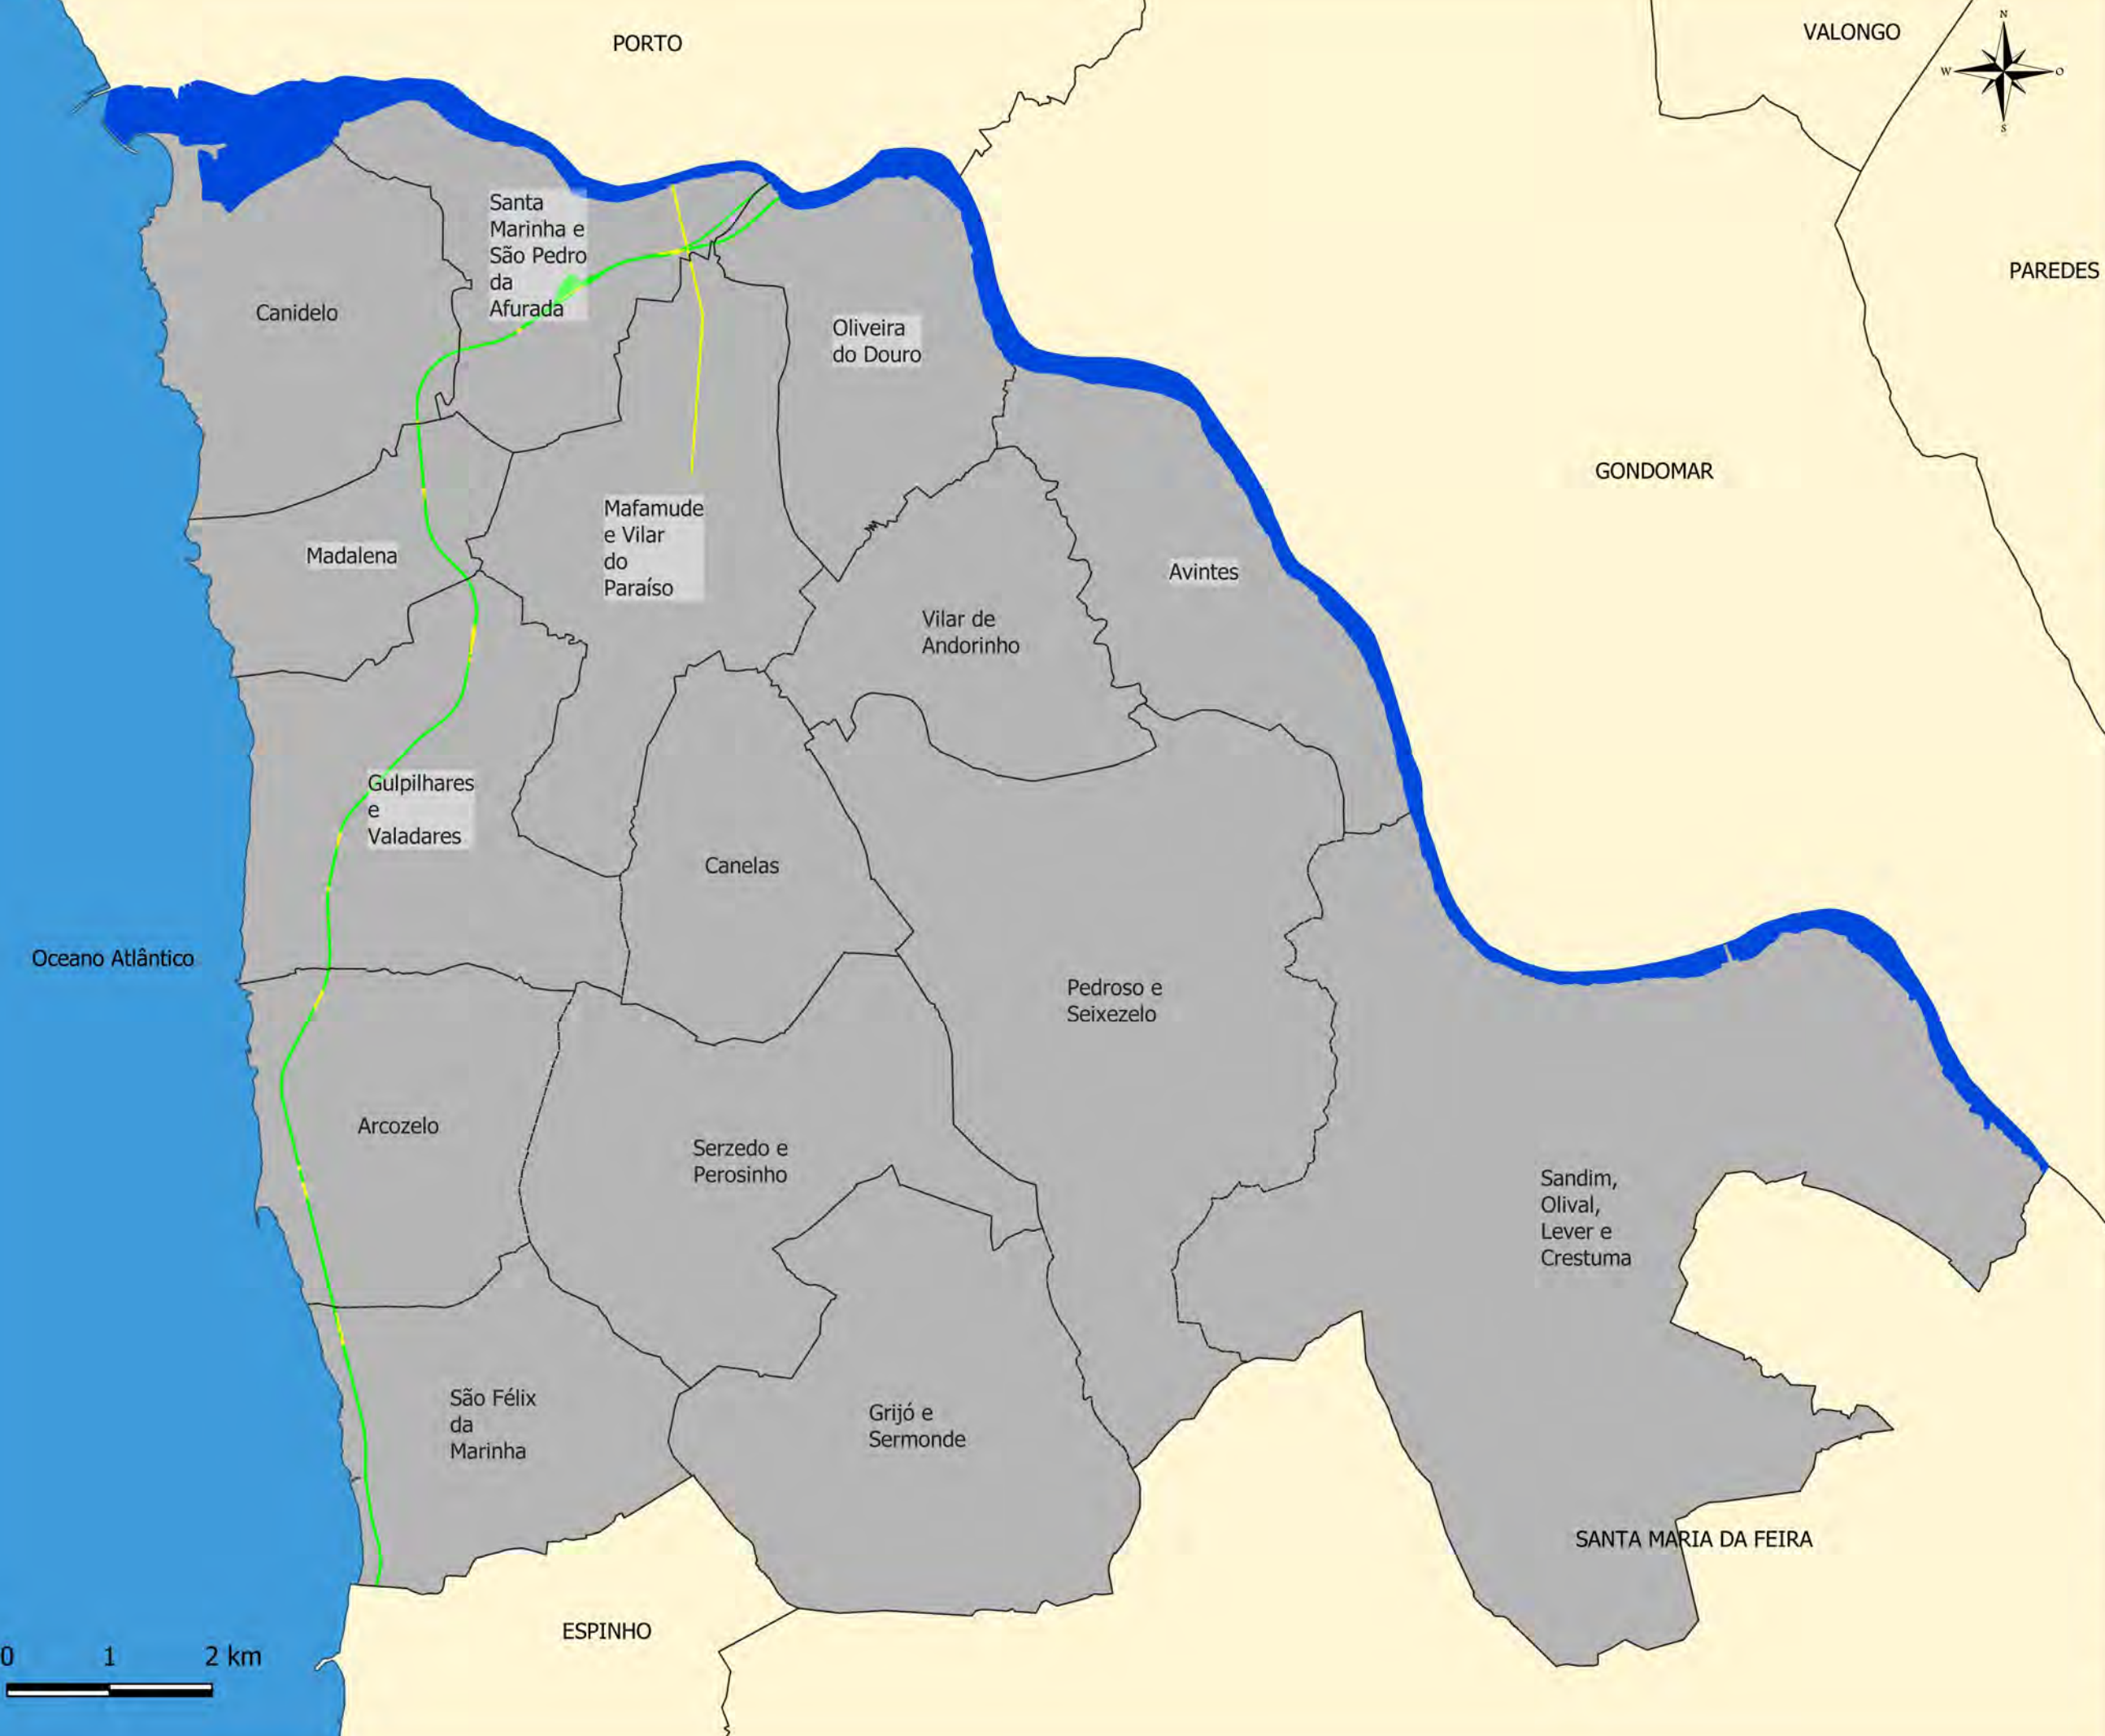 PORTO
VALONGO
N
W
O
S
Santa
Marinha e
São Pedro
da
Afurada
PAREDES
Canidelo
Oliveira
do Douro
GONDOMAR
Mafamude
e Vilar
do
Paraíso
Madalena
Avintes
Vilar de
Andorinho
Gulpilhares
e
Valadares
Canelas
Oceano Atlântico
Pedroso e
Seixezelo
Arcozelo
Serzedo e
Perosinho
Sandim,
Olival,
Lever e
Crestuma
São Félix
da
Marinha
Grijó e
Sermonde
SANTA MARIA DA FEIRA
ESPINHO
0 1 2 km